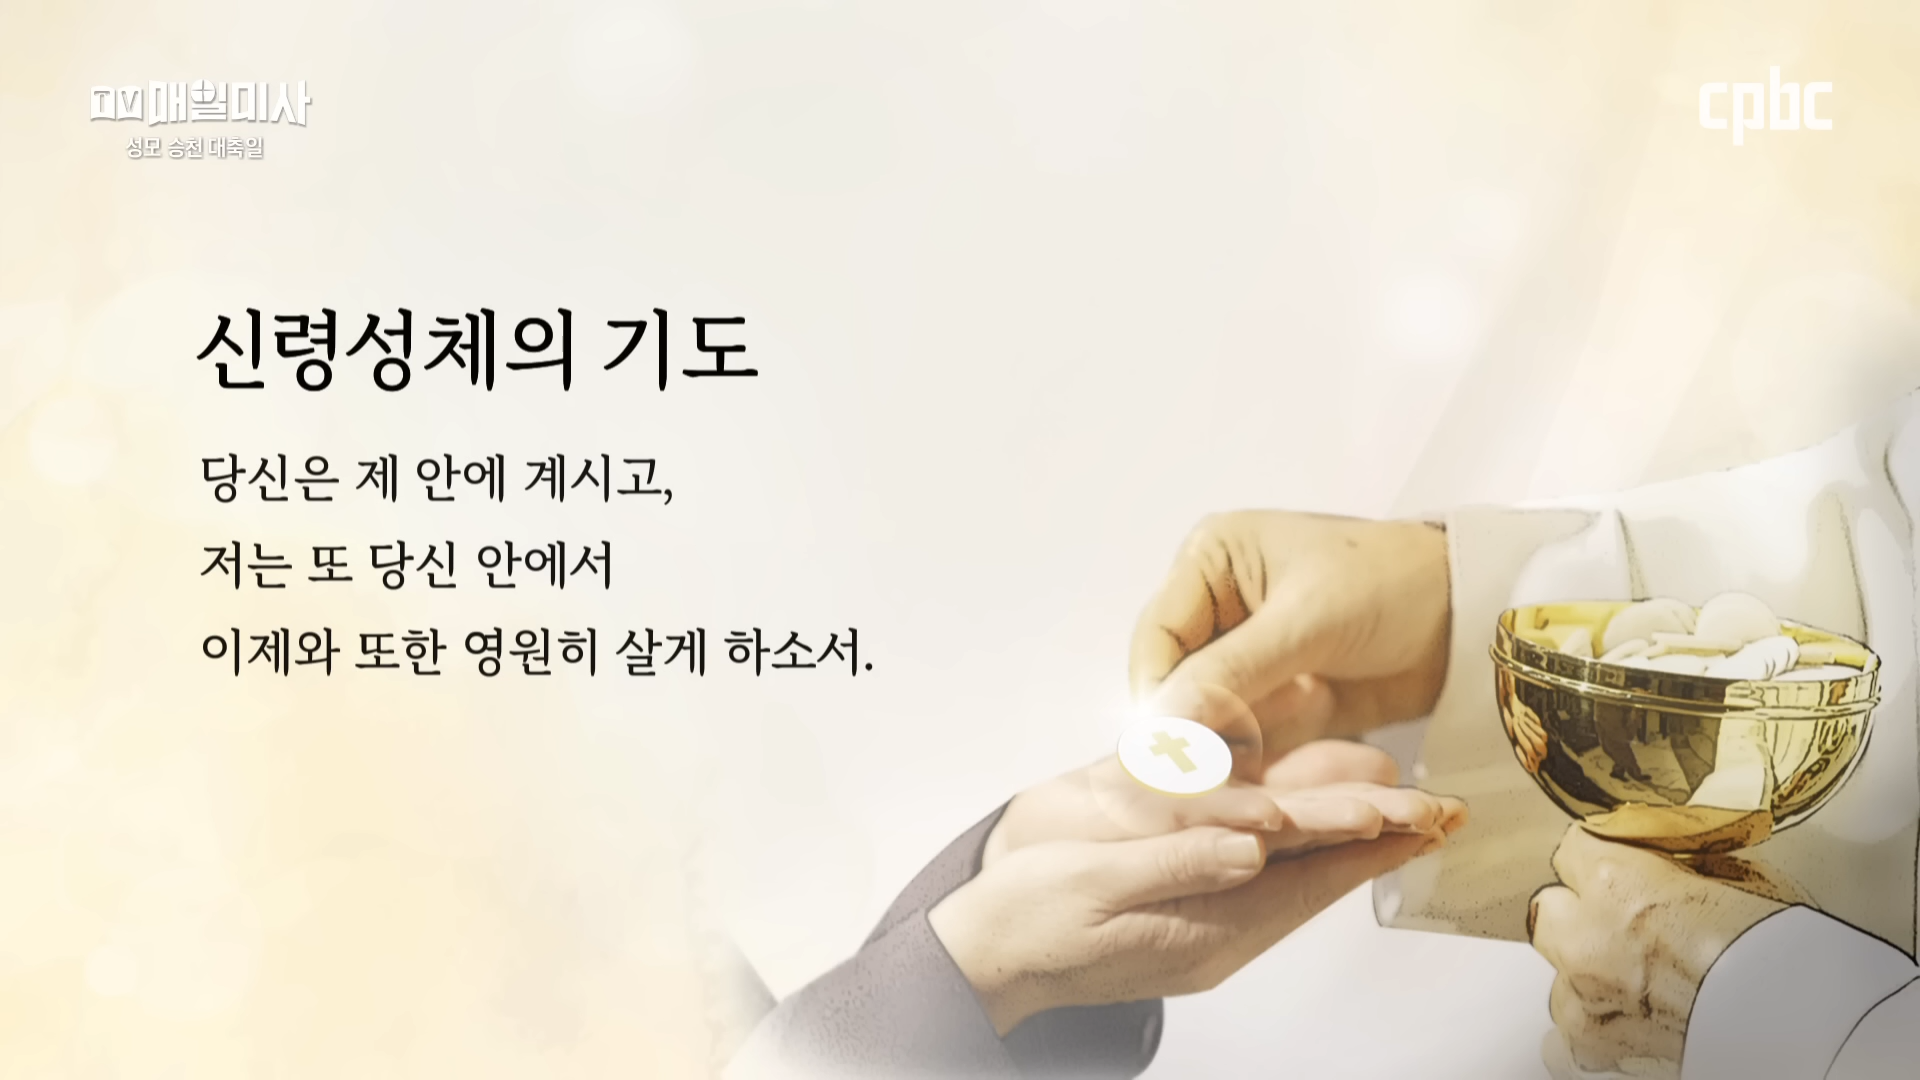 TV매일미사
성모 승천 대축일
cpbc
신령성체의 기도
당신은 제 안에 계시고,
저는 또 당신 안에서
이제와 또한 영원히 살게 하소서.